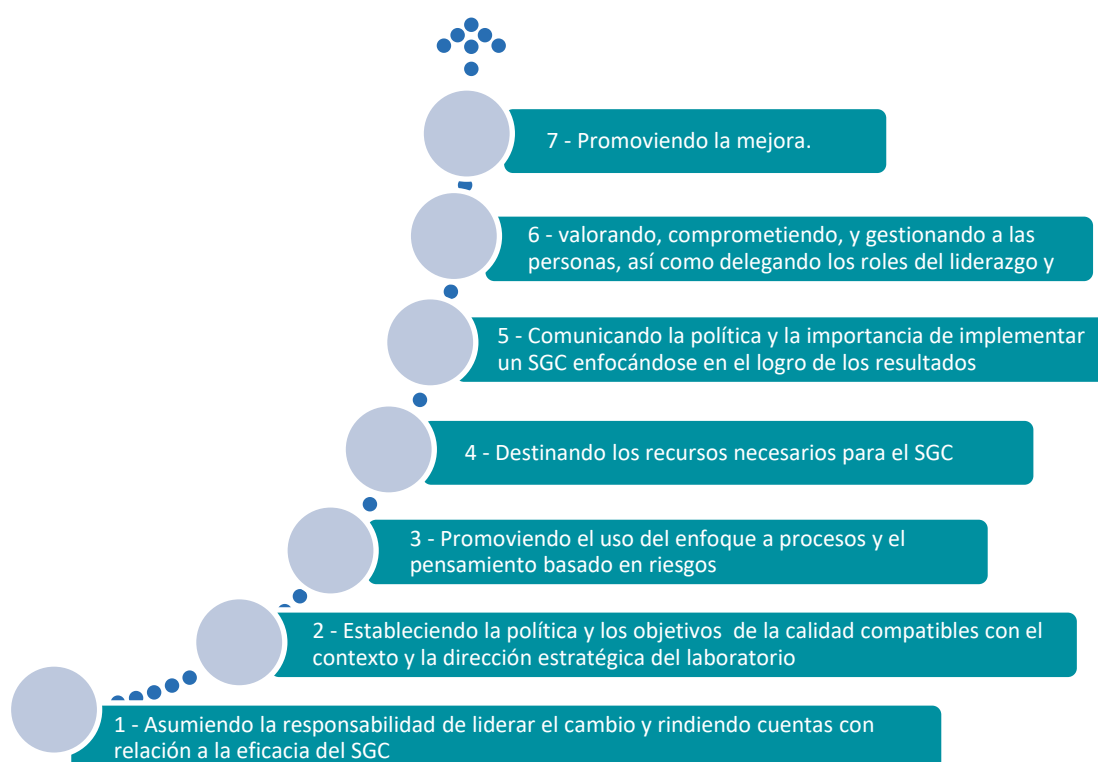 7 - Promoviendo la mejora.
6 - valorando, comprometiendo, y gestionando a las
personas, así como delegando los roles del liderazgo y
5 - Comunicando la política y la importancia de implementar
un SGC enfocándose en el logro de los resultados
4 - Destinando los recursos necesarios para el SGC
3 - Promoviendo el uso del enfoque a procesos y el
pensamiento basado en riesgos
2 - Estableciendo la política y los objetivos  de la calidad compatibles con el
contexto y la dirección estratégica del laboratorio
1 - Asumiendo la responsabilidad de liderar el cambio y rindiendo cuentas con
relación a la eficacia del SGC